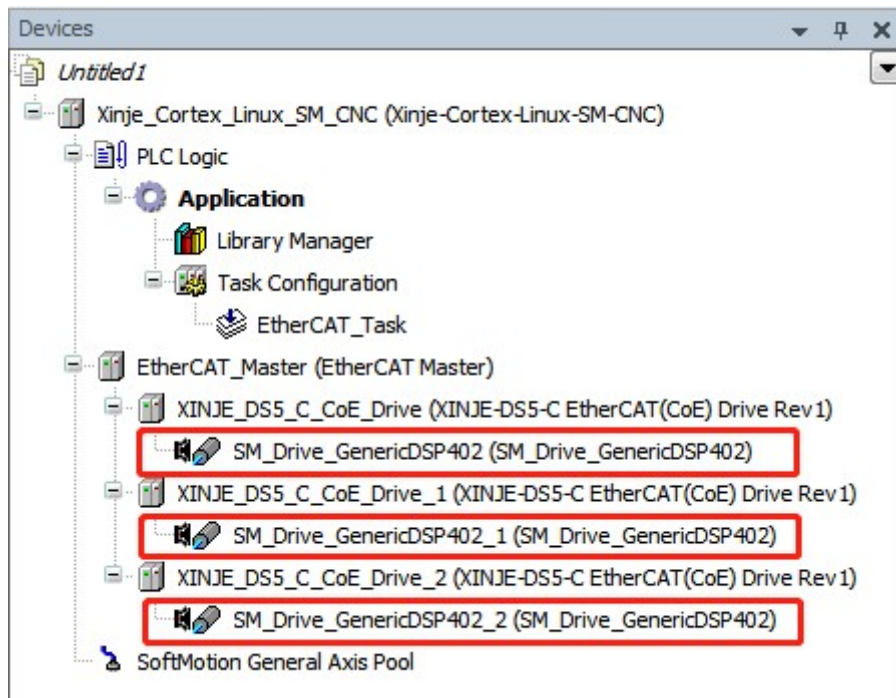 Devices
Untitled1
Xinje_Cortex_Linux_SM_CNC (Xinje-Cortex-Linux-SM-CNC)
PLC Logic
Application
Library Manager
Task Configuration
EtherCAT_Task
EtherCAT_Master (EtherCAT Master)
XINJE_DS5_C_CoE_Drive (XINJE-DS5-C EtherCAT(CoE) Drive Rev1)
SM_Drive_GenericDSP402 (SM_Drive_GenericDSP402)
XINJE_DS5_C_CoE_Drive_1 (XINJE-DS5-C EtherCAT(CoE) Drive Rev1)
SM_Drive_GenericDSP402_1 (SM_Drive_GenericDSP402)
XINJE_DS5_C_CoE_Drive_2 (XINJE-DS5-C EtherCAT(CoE) Drive Rev1)
SM_Drive_GenericDSP402_2 (SM_Drive_GenericDSP402)
SoftMotion General Axis Pool